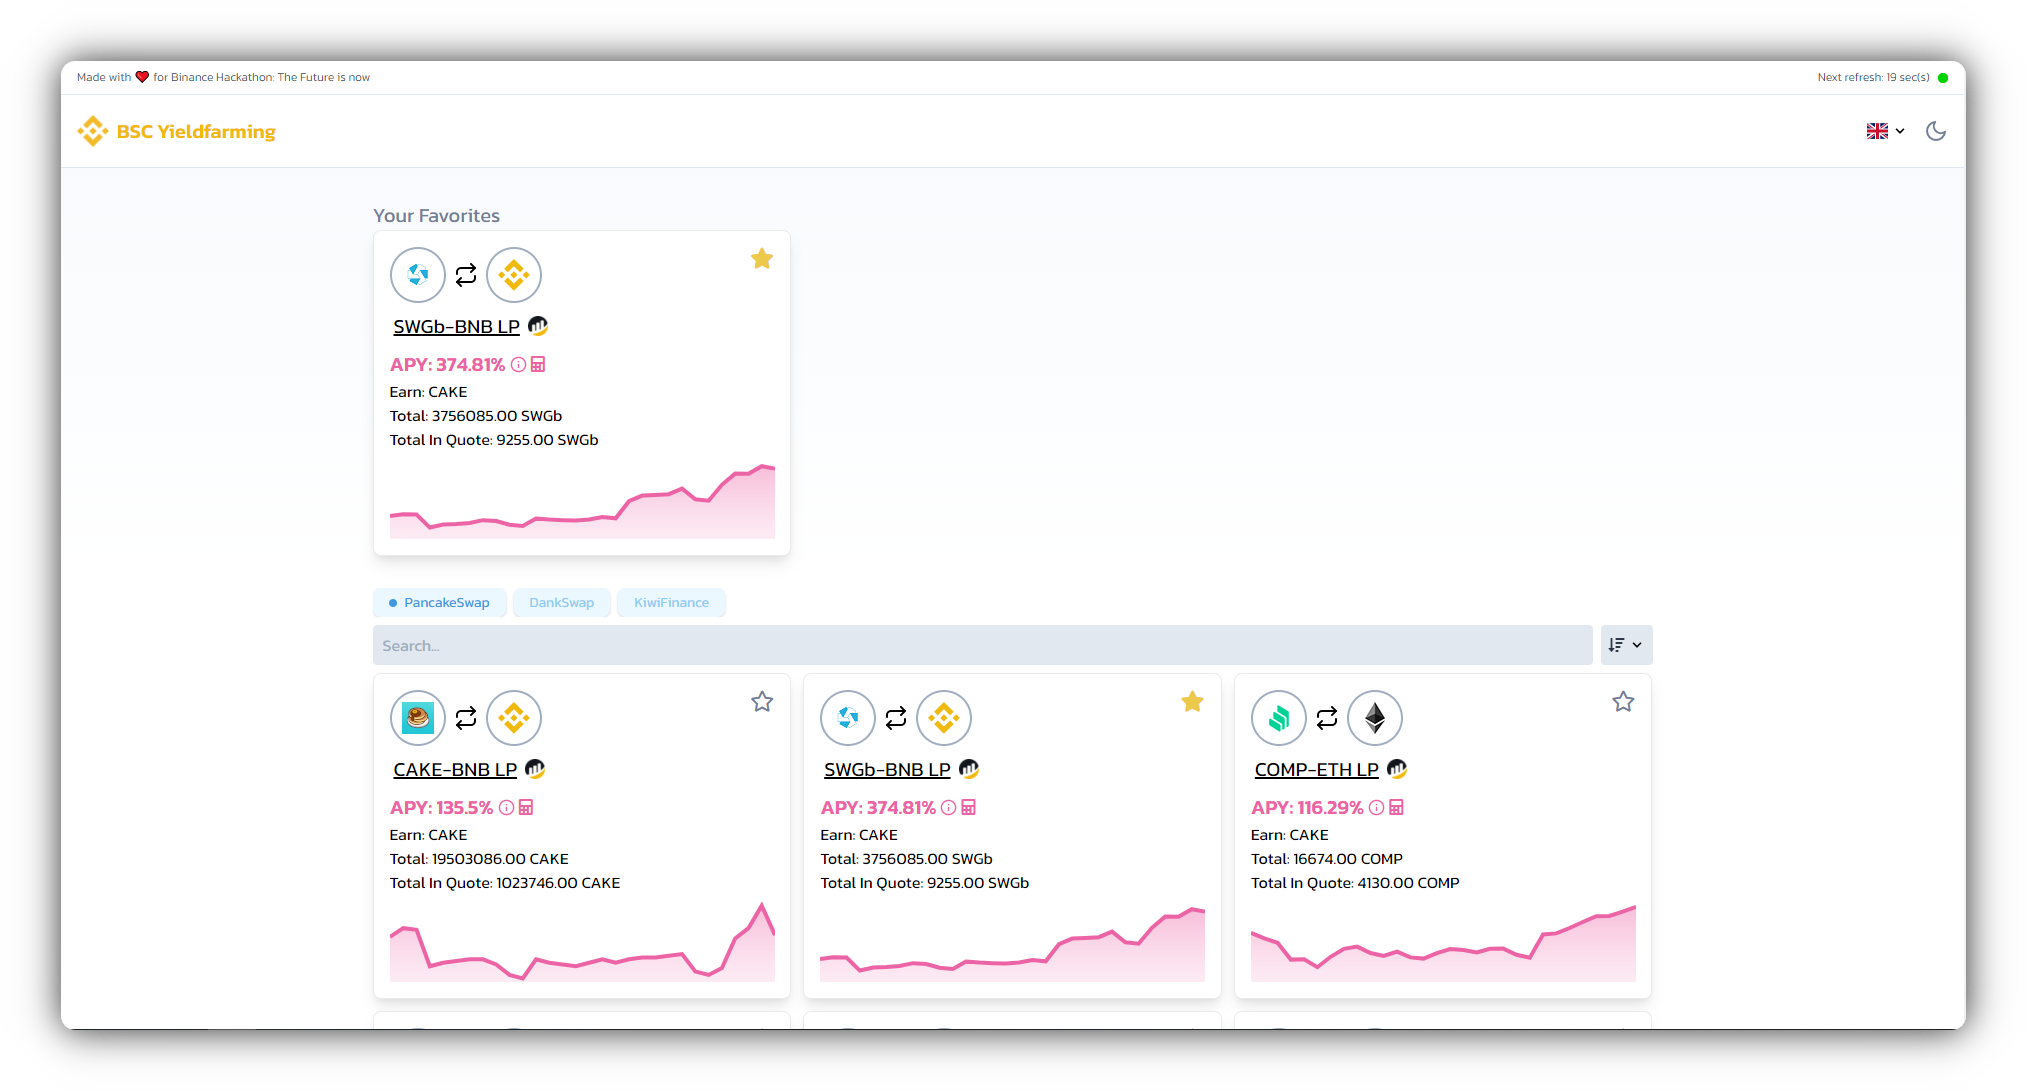 Made with ❤ for Binance Hackathon: The Future is now
Next refresh: 19 sec(s)
BSC Yieldfarming
Your Favorites
SWGb-BNB LP
APY: 374.81%
Earn: CAKE
Total: 3756085.00 SWGb
Total In Quote: 9255.00 SWGb
PancakeSwap
DankSwap
KiwiFinance
Search...
CAKE-BNB LP
APY: 135.5%
Earn: CAKE
Total: 19503086.00 CAKE
Total In Quote: 1023746.00 CAKE
SWGb-BNB LP
APY: 374.81%
Earn: CAKE
Total: 3756085.00 SWGb
Total In Quote: 9255.00 SWGb
COMP-ETH LP
APY: 116.29%
Earn: CAKE
Total: 16674.00 COMP
Total In Quote: 4130.00 COMP